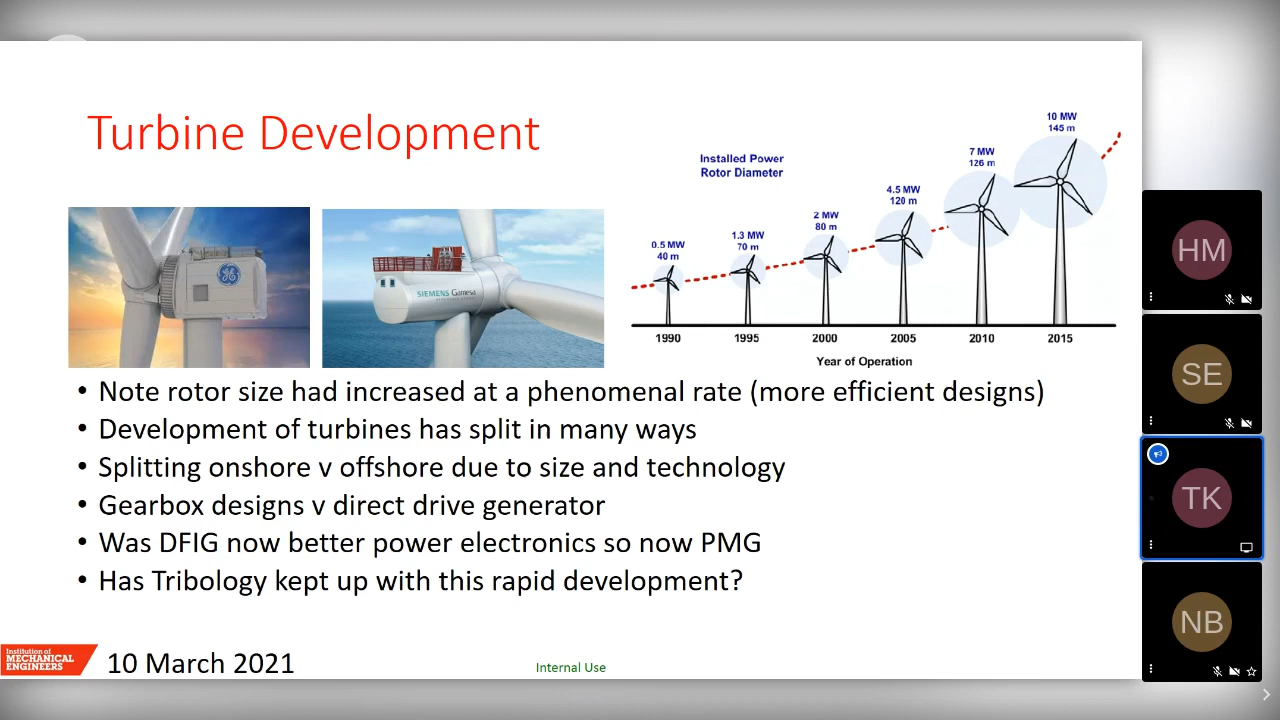 Turbine Development
Installed Power
Rotor Diameter
0.5 MW
40 m
1.3 MW
70 m
2 MW
80 m
4.5 MW
120 m
7 MW
126 m
10 MW
145 m
1990 1995 2000 2005 2010 2015
Year of Operation
GE
SIEMENS Gamesa
• Note rotor size had increased at a phenomenal rate (more efficient designs)
• Development of turbines has split in many ways
• Splitting onshore v offshore due to size and technology
• Gearbox designs v direct drive generator
• Was DFIG now better power electronics so now PMG
• Has Tribology kept up with this rapid development?
Institution of
MECHANICAL
ENGINEERS
10 March 2021
Internal Use
HM
SE
TK
NB